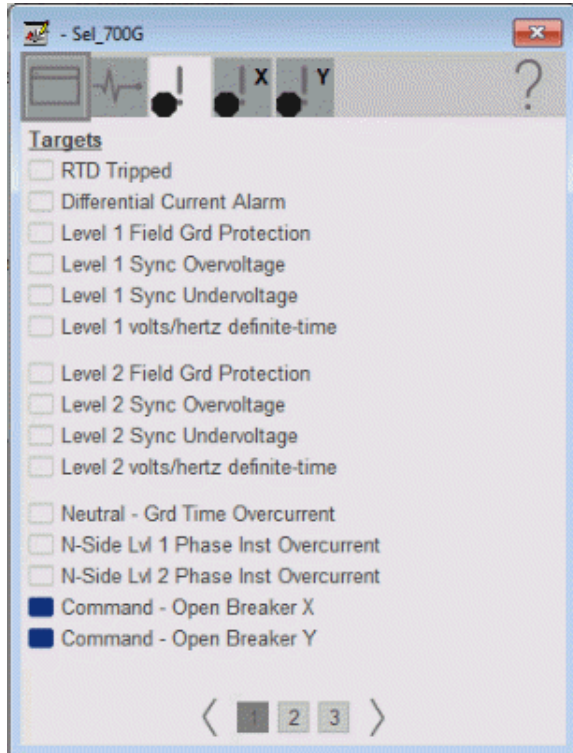 - Sel_700G
X Y ?
Targets
RTD Tripped
Differential Current Alarm
Level 1 Field Grd Protection
Level 1 Sync Overvoltage
Level 1 Sync Undervoltage
Level 1 volts/hertz definite-time
Level 2 Field Grd Protection
Level 2 Sync Overvoltage
Level 2 Sync Undervoltage
Level 2 volts/hertz definite-time
Neutral - Grd Time Overcurrent
N-Side Lvl 1 Phase Inst Overcurrent
N-Side Lvl 2 Phase Inst Overcurrent
Command - Open Breaker X
Command - Open Breaker Y
1 2 3